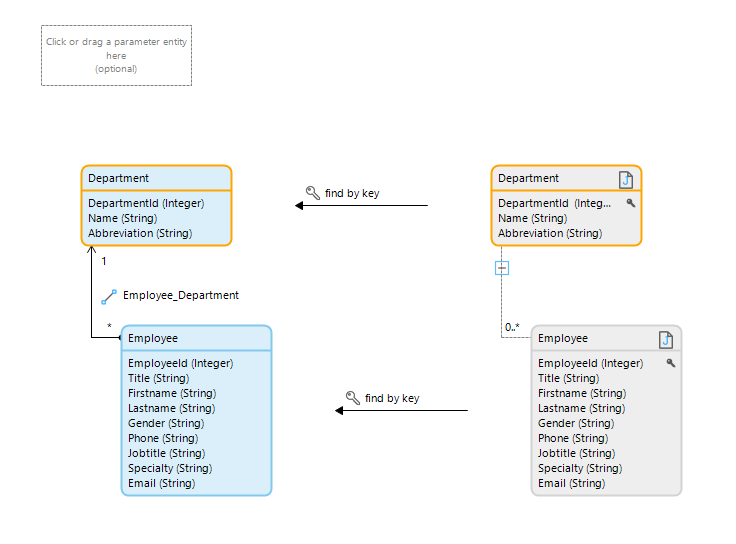 Click or drag a parameter entity
here
(optional)
Department
DepartmentId (Integer)
Name (String)
Abbreviation (String)
find by key
Department
DepartmentId (Integ...
Name (String)
Abbreviation (String)
1
Employee_Department
*
0..*
Employee
EmployeeId (Integer)
Title (String)
Firstname (String)
Lastname (String)
Gender (String)
Phone (String)
Jobtitle (String)
Specialty (String)
Email (String)
find by key
Employee
EmployeeId (Integer)
Title (String)
Firstname (String)
Lastname (String)
Gender (String)
Phone (String)
Jobtitle (String)
Specialty (String)
Email (String)